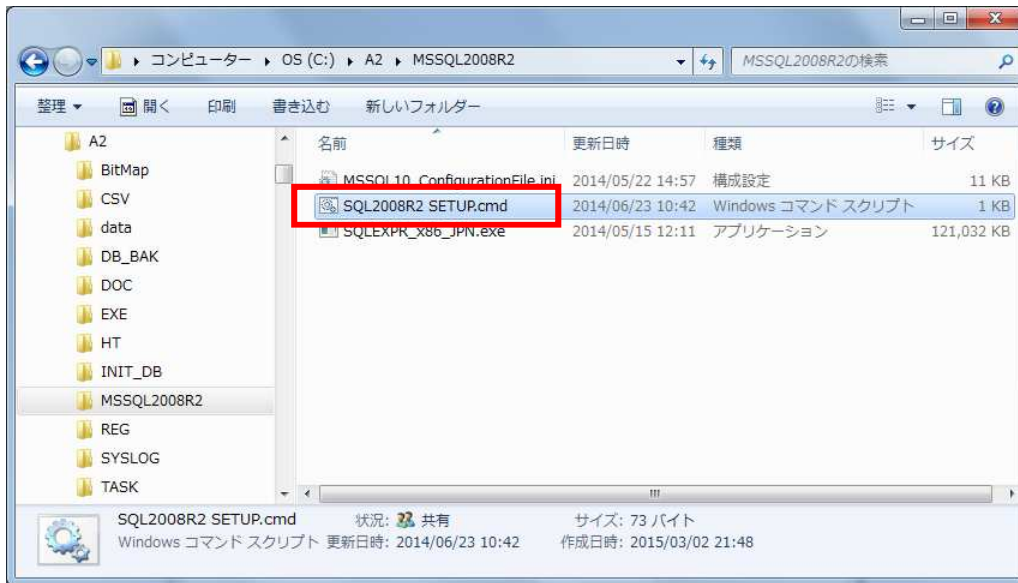 コンピューター ▸ OS (C:) ▸ A2 ▸ MSSQL2008R2
MSSQL2008R2の検索
整理 開く 印刷 書き込む 新しいフォルダー
名前 更新日時 種類 サイズ
A2
BitMap
CSV
data
DB_BAK
DOC
EXE
HT
INIT_DB
MSSQL2008R2
REG
SYSLOG
TASK
MSSQL10_ConfigurationFile.ini 2014/05/22 14:57 構成設定 11 KB
SQL2008R2 SETUP.cmd 2014/06/23 10:42 Windows コマンド スクリプト 1 KB
SQLEXPR_x86_JPN.exe 2014/05/15 12:11 アプリケーション 121,032 KB
SQL2008R2 SETUP.cmd 状況: 共有 サイズ: 73 バイト
Windows コマンド スクリプト 更新日時: 2014/06/23 10:42 作成日時: 2015/03/02 21:48